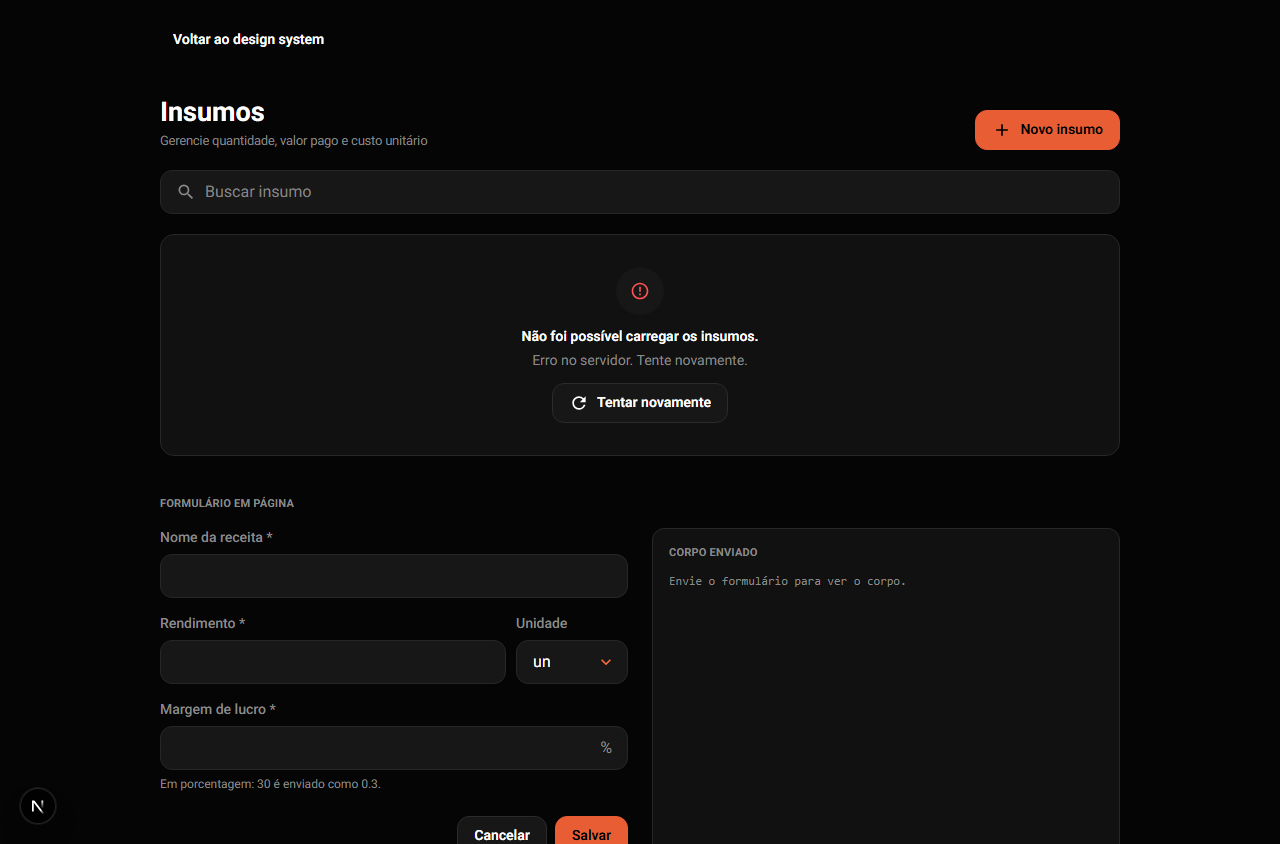 Voltar ao design system
Insumos
Gerencie quantidade, valor pago e custo unitário
Novo insumo
Buscar insumo
Não foi possível carregar os insumos.
Erro no servidor. Tente novamente.
Tentar novamente
FORMULÁRIO EM PÁGINA
Nome da receita *
Rendimento *
Unidade
un
Margem de lucro *
%
Em porcentagem: 30 é enviado como 0.3.
Cancelar
Salvar
CORPO ENVIADO
Envie o formulário para ver o corpo.
N